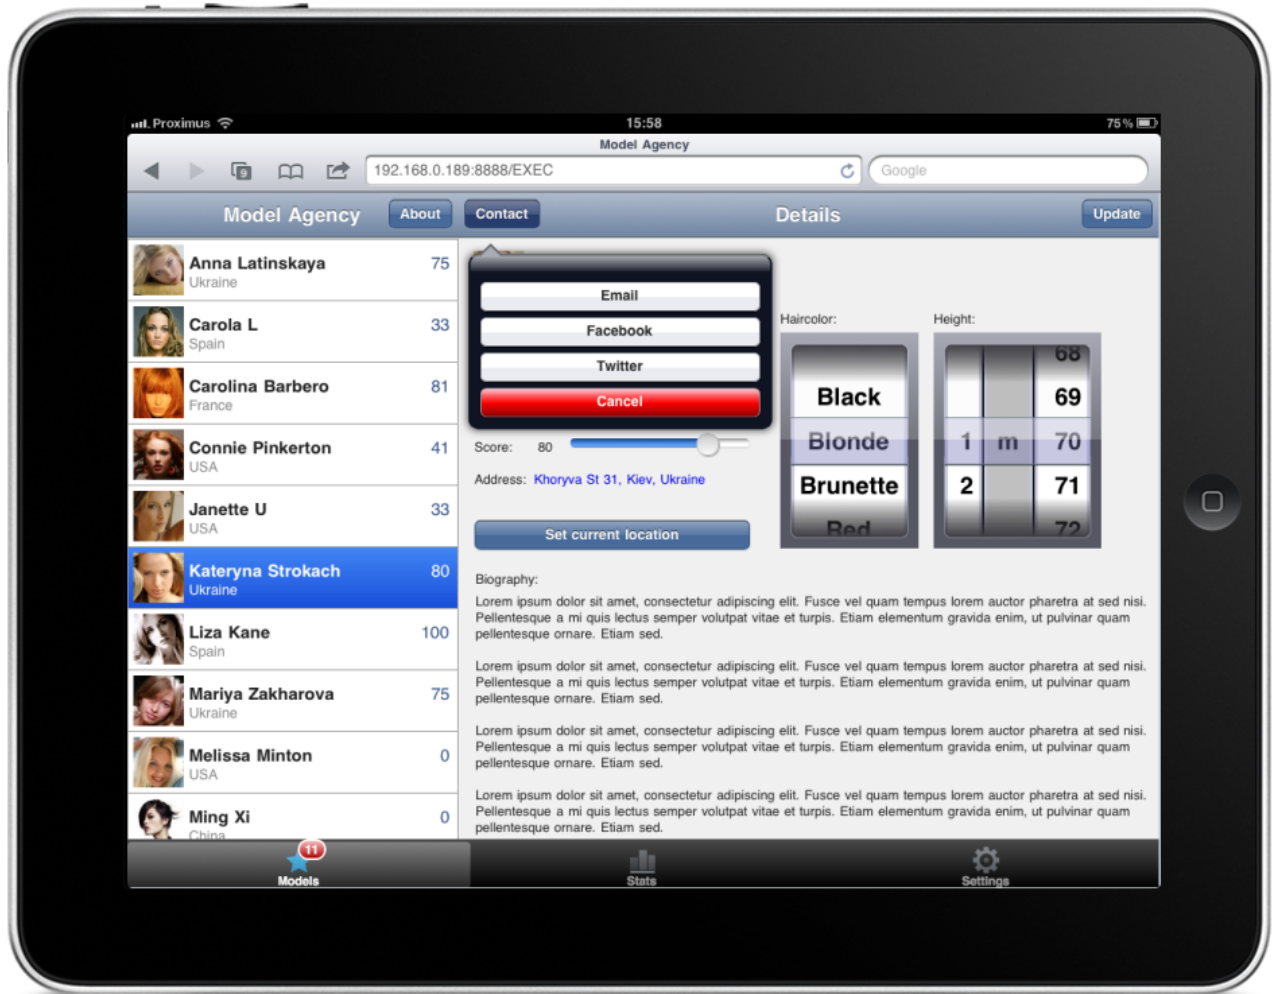 Proximus 15:58 75%
Model Agency
9 192.168.0.189:8888/EXEC Google
Model Agency About Contact Details Update
Anna Latinskaya 75
Ukraine
Carola L 33
Spain
Carolina Barbero 81
France
Connie Pinkerton 41
USA
Janette U 33
USA
Kateryna Strokach 80
Ukraine
Liza Kane 100
Spain
Mariya Zakharova 75
Ukraine
Melissa Minton 0
USA
Ming Xi 0
China
Email
Facebook
Twitter
Cancel
Score: 80
Address: Khoryva St 31, Kiev, Ukraine
Set current location
Haircolor:
Black
Blonde
Brunette
Red
Height:
68
69
1 m 70
2 71
72
Biography:
Lorem ipsum dolor sit amet, consectetur adipiscing elit. Fusce vel quam tempus lorem auctor pharetra at sed nisi.
Pellentesque a mi quis lectus semper volutpat vitae et turpis. Etiam elementum gravida enim, ut pulvinar quam
pellentesque ornare. Etiam sed.
Lorem ipsum dolor sit amet, consectetur adipiscing elit. Fusce vel quam tempus lorem auctor pharetra at sed nisi.
Pellentesque a mi quis lectus semper volutpat vitae et turpis. Etiam elementum gravida enim, ut pulvinar quam
pellentesque ornare. Etiam sed.
Lorem ipsum dolor sit amet, consectetur adipiscing elit. Fusce vel quam tempus lorem auctor pharetra at sed nisi.
Pellentesque a mi quis lectus semper volutpat vitae et turpis. Etiam elementum gravida enim, ut pulvinar quam
pellentesque ornare. Etiam sed.
Lorem ipsum dolor sit amet, consectetur adipiscing elit. Fusce vel quam tempus lorem auctor pharetra at sed nisi.
Pellentesque a mi quis lectus semper volutpat vitae et turpis. Etiam elementum gravida enim, ut pulvinar quam
pellentesque ornare. Etiam sed.
11
Models Stats Settings